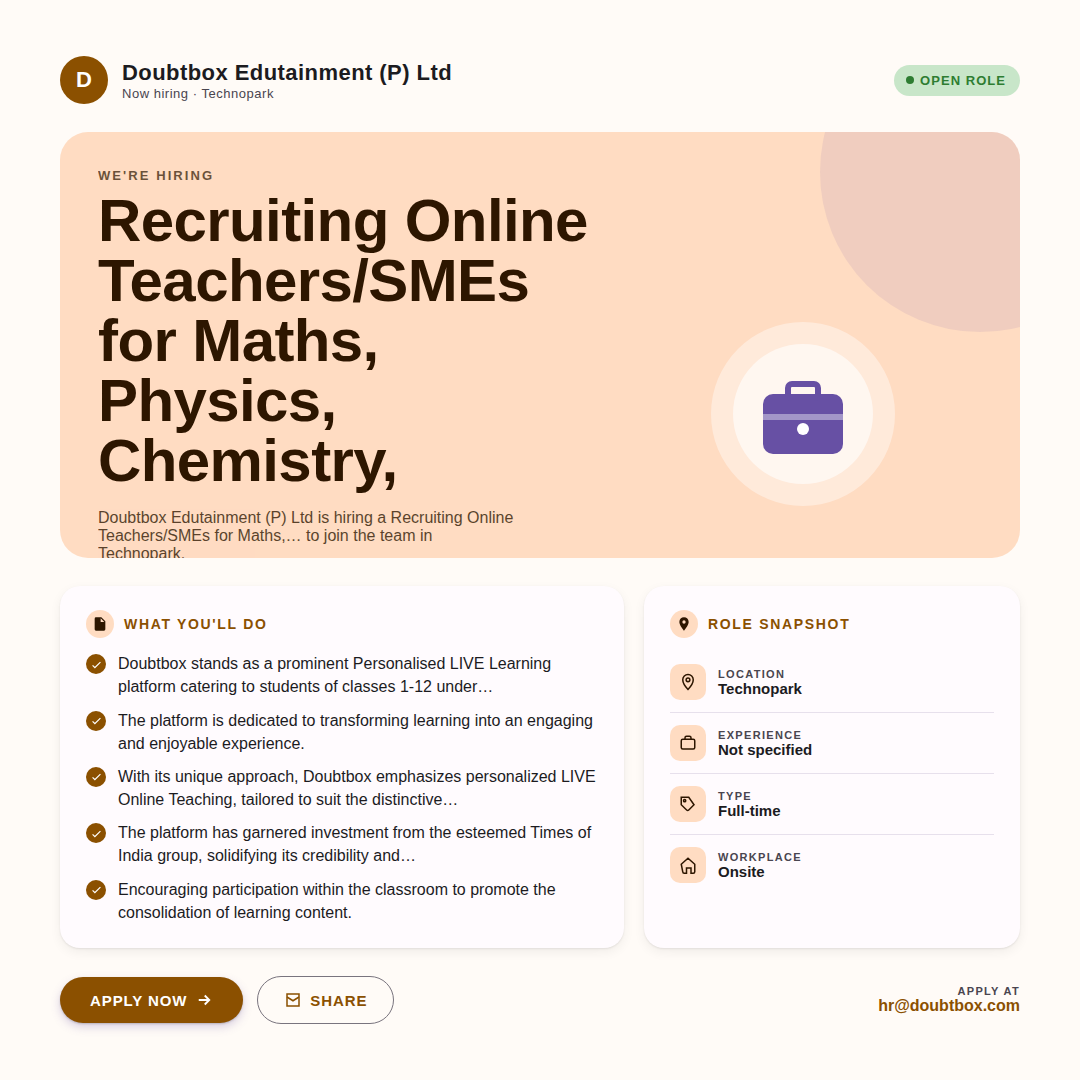 D
Doubtbox Edutainment (P) Ltd
Now hiring · Technopark
OPEN ROLE
WE'RE HIRING
Recruiting Online
Teachers/SMEs
for Maths,
Physics,
Chemistry,
Doubtbox Edutainment (P) Ltd is hiring a Recruiting Online
Teachers/SMEs for Maths,… to join the team in
Technopark.
WHAT YOU'LL DO
Doubtbox stands as a prominent Personalised LIVE Learning
platform catering to students of classes 1-12 under…
The platform is dedicated to transforming learning into an engaging
and enjoyable experience.
With its unique approach, Doubtbox emphasizes personalized LIVE
Online Teaching, tailored to suit the distinctive…
The platform has garnered investment from the esteemed Times of
India group, solidifying its credibility and…
Encouraging participation within the classroom to promote the
consolidation of learning content.
ROLE SNAPSHOT
LOCATION
Technopark
EXPERIENCE
Not specified
TYPE
Full-time
WORKPLACE
Onsite
APPLY NOW
SHARE
APPLY AT
hr@doubtbox.com